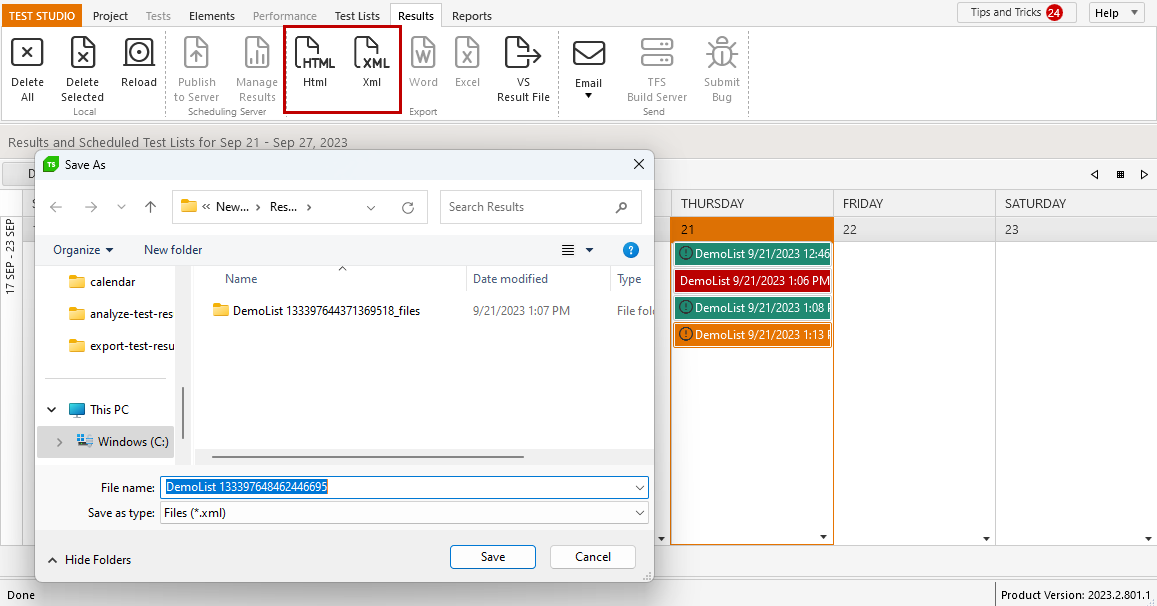 TEST STUDIO Project Tests Elements Performance Test Lists Results Reports Tips and Tricks 24 Help
HTML XML W X
Delete All
Delete Selected
Reload
Publish to Server
Manage Results
Html
Xml
Word
Excel
VS Result File
Email
TFS Build Server
Submit Bug
Local Scheduling Server Export Send
Results and Scheduled Test Lists for Sep 21 - Sep 27, 2023
TS Save As
« New... › Res... ›
Search Results
THURSDAY FRIDAY SATURDAY
21 22 23
17 SEP - 23 SEP
Organize New folder ?
Name Date modified Type
calendar
analyze-test-res
export-test-resu
DemoList 133397644371369518_files 9/21/2023 1:07 PM File fol
This PC
Windows (C:)
DemoList 9/21/2023 12:46
DemoList 9/21/2023 1:06 PM
DemoList 9/21/2023 1:08
DemoList 9/21/2023 1:13
File name: DemoList 133397648462446695
Save as type: Files (*.xml)
Hide Folders Save Cancel
Done Product Version: 2023.2.801.1